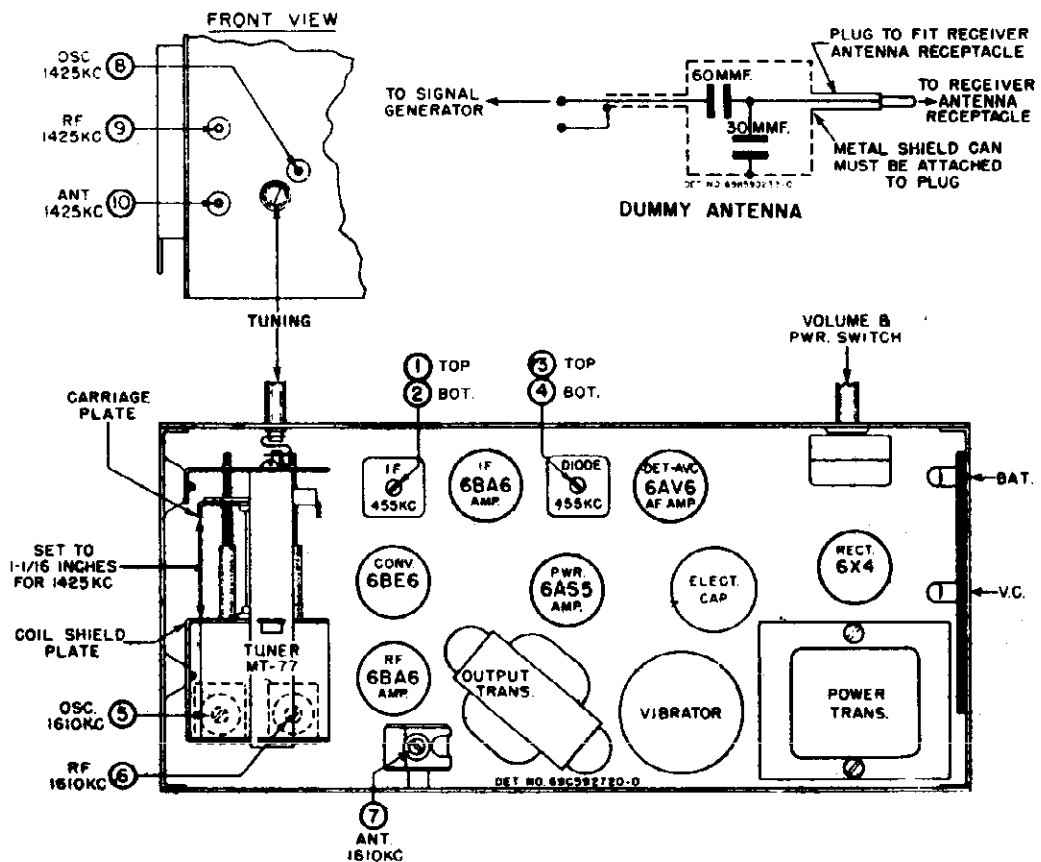 FRONT VIEW
OSC
1425KC
8
RF
1425KC
9
ANT
1425KC
10
TUNING
PLUG TO FIT RECEIVER
ANTENNA RECEPTACLE
60MMF.
TO SIGNAL
GENERATOR
TO RECEIVER
ANTENNA
RECEPTACLE
30MMF.
METAL SHIELD CAN
MUST BE ATTACHED
TO PLUG
DUMMY ANTENNA
VOLUME &
PWR. SWITCH
1 TOP
2 BOT.
3 TOP
4 BOT.
CARRIAGE
PLATE
IF
455KC
IF
6BA6
AMP.
DIODE
455KC
DET-AVC
6AV6
AF AMP.
BAT.
SET TO
1-1/16 INCHES
FOR 1425KC
CONV.
6BE6
PWR.
6AS5
AMP.
ELECT.
CAP
RECT.
6X4
V.C.
COIL SHIELD
PLATE
TUNER
MT-77
RF
6BA6
AMP.
OUTPUT
TRANS.
VIBRATOR
POWER
TRANS.
OSC.
1610KC
5
RF
1610KC
6
DET NO. 69C592720-0
7
ANT.
1610KC